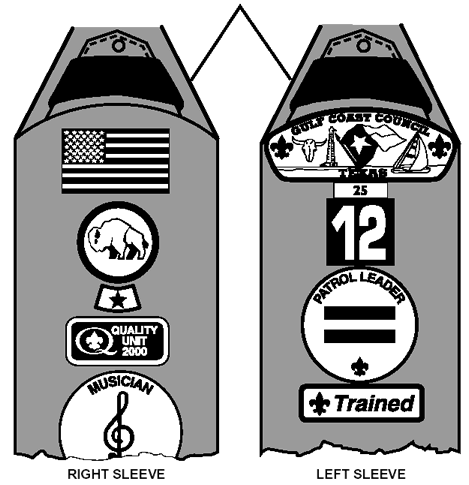 QUALITY
UNIT
2000
MUSICIAN
RIGHT SLEEVE
GULF COAST COUNCIL
TEXAS
25
12
PATROL LEADER
Trained
LEFT SLEEVE